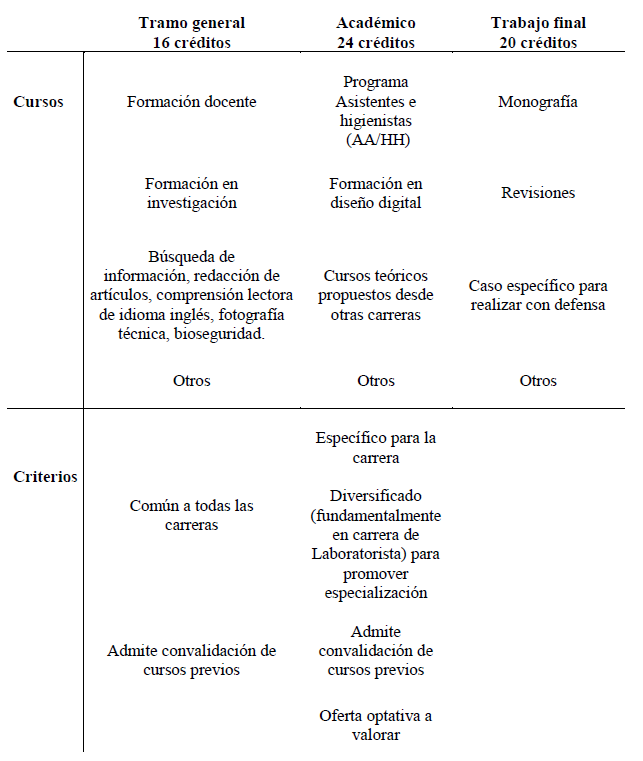 Tramo general
16 créditos
Académico
24 créditos
Trabajo final
20 créditos
Cursos
Formación docente
Programa
Asistentes e
higienistas
(AA/HH)
Monografía
Formación en
investigación
Formación en
diseño digital
Revisiones
Búsqueda de
información, redacción de
artículos, comprensión lectora
de idioma inglés, fotografía
técnica, bioseguridad.
Cursos teóricos
propuestos desde
otras carreras
Caso específico para
realizar con defensa
Otros
Otros
Otros
Criterios
Común a todas las
carreras
Específico para la
carrera
Diversificado
(fundamentalmente
en carrera de
Laboratorista) para
promover
especialización
Admite convalidación de
cursos previos
Admite
convalidación de
cursos previos
Oferta optativa a
valorar